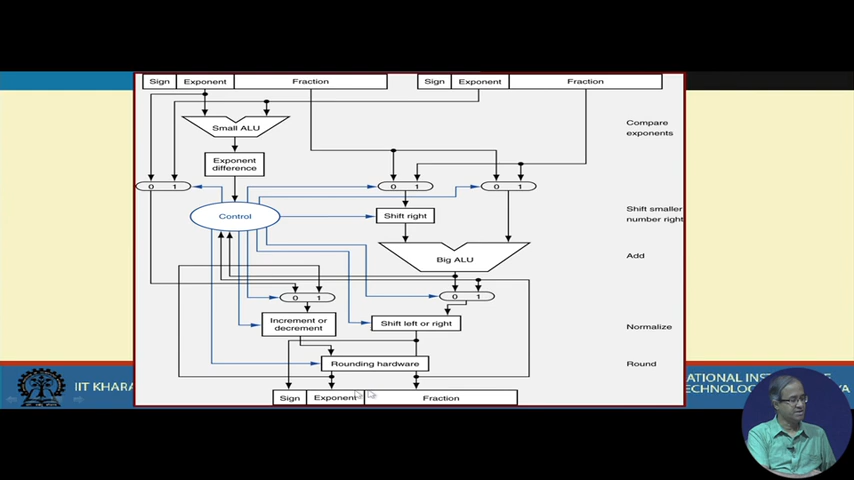 Sign Exponent Fraction Sign Exponent Fraction
Small ALU
Compare
exponents
Exponent
difference
0 1 0 1 0 1
Control
Shift right
Shift smaller
number right
Big ALU
Add
0 1 0 1
Increment or
decrement
Shift left or right
Normalize
Rounding hardware
Round
IIT KHARA
ATIONAL
ECHNOLOG
YA
Sign Exponent Fraction